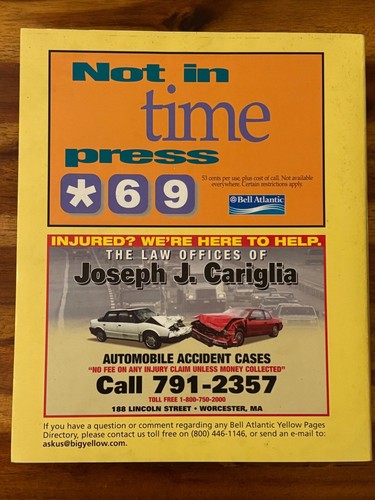 Not in
time
press
*69
53 cents per use, plus cost of call. Not available
everywhere. Certain restrictions apply.
Bell Atlantic
INJURED? WE'RE HERE TO HELP.
THE LAW OFFICES OF
Joseph J. Cariglia
AUTOMOBILE ACCIDENT CASES
"NO FEE ON ANY INJURY CLAIM UNLESS MONEY COLLECTED"
Call 791-2357
TOLL FREE 1-800-750-2000
188 LINCOLN STREET • WORCESTER, MA
If you have a question or comment regarding any Bell Atlantic Yellow Pages
Directory, please contact us toll free on (800) 446-1146, or send an e-mail to:
askus@bigyellow.com.